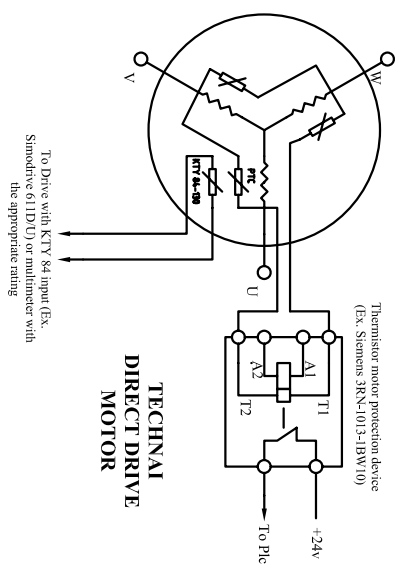 Thermistor motor protection device
(Ex. Siemens 3RN-1013-1BW10)
W
V
U
PTC
KTY 84-130
T1
A1
A2
T2
+24v
To Plc
To Drive with KTY 84 input (Ex.
Simodrive 611D/U) or multimeter with
the appropriate rating
TECHNAI
DIRECT DRIVE
MOTOR